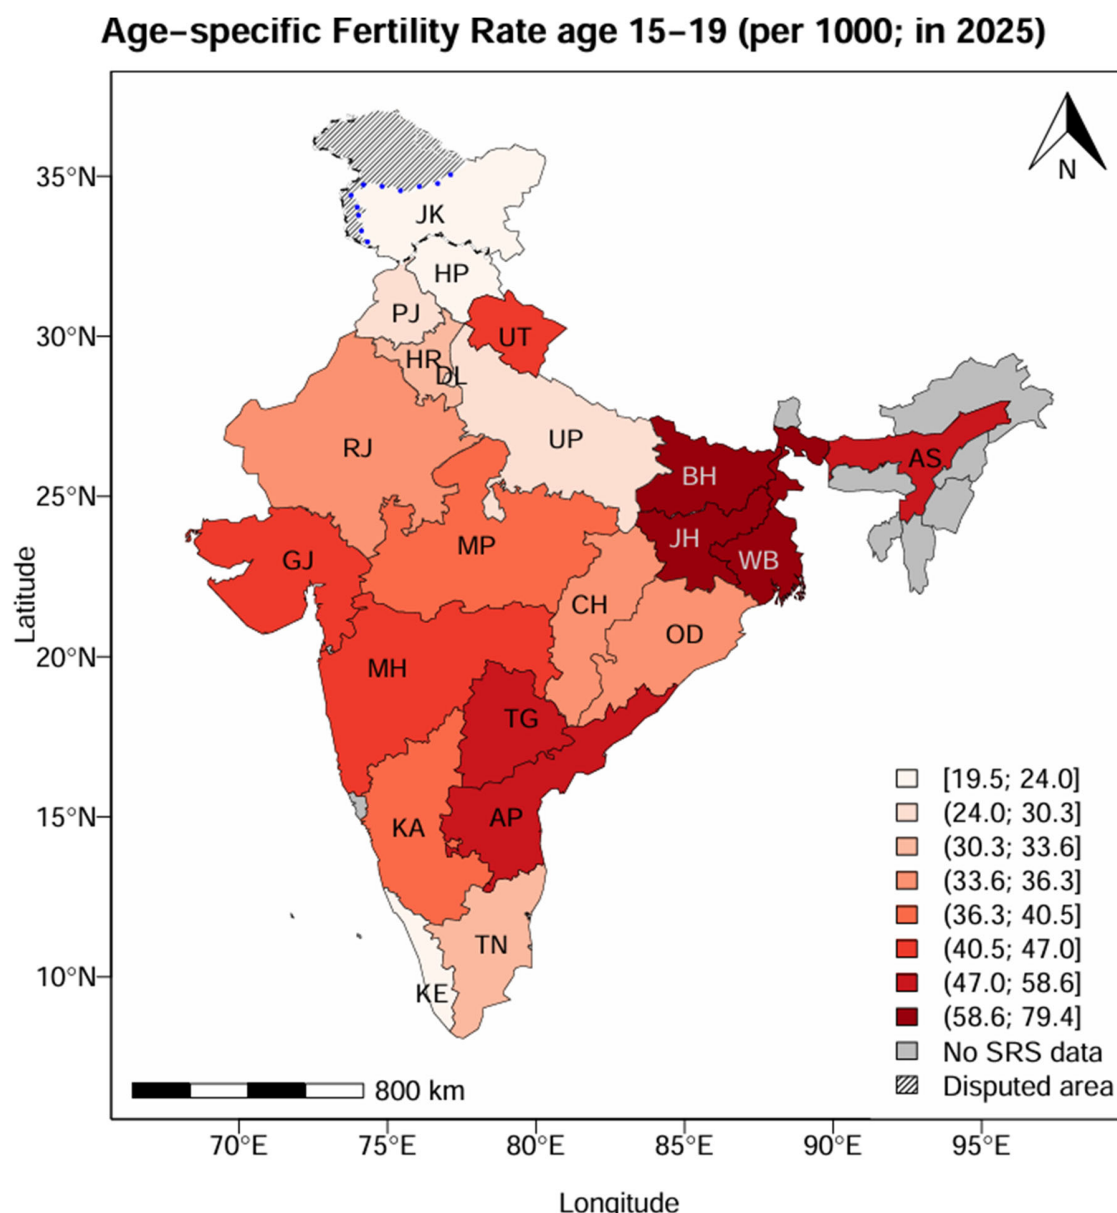 Age−specific Fertility Rate age 15−19 (per 1000; in 2025)
N
35°N
JK
HP
PJ
30°N
UT
HR
DL
RJ
UP
AS
BH
25°N
JH
MP
WB
GJ
CH
OD
Latitude
20°N
MH
TG
[19.5; 24.0]
15°N
AP
(24.0; 30.3]
KA
(30.3; 33.6]
(33.6; 36.3]
(36.3; 40.5]
TN
(40.5; 47.0]
10°N
KE
(47.0; 58.6]
(58.6; 79.4]
No SRS data
800 km
Disputed area
70°E 75°E 80°E 85°E 90°E 95°E
Longitude